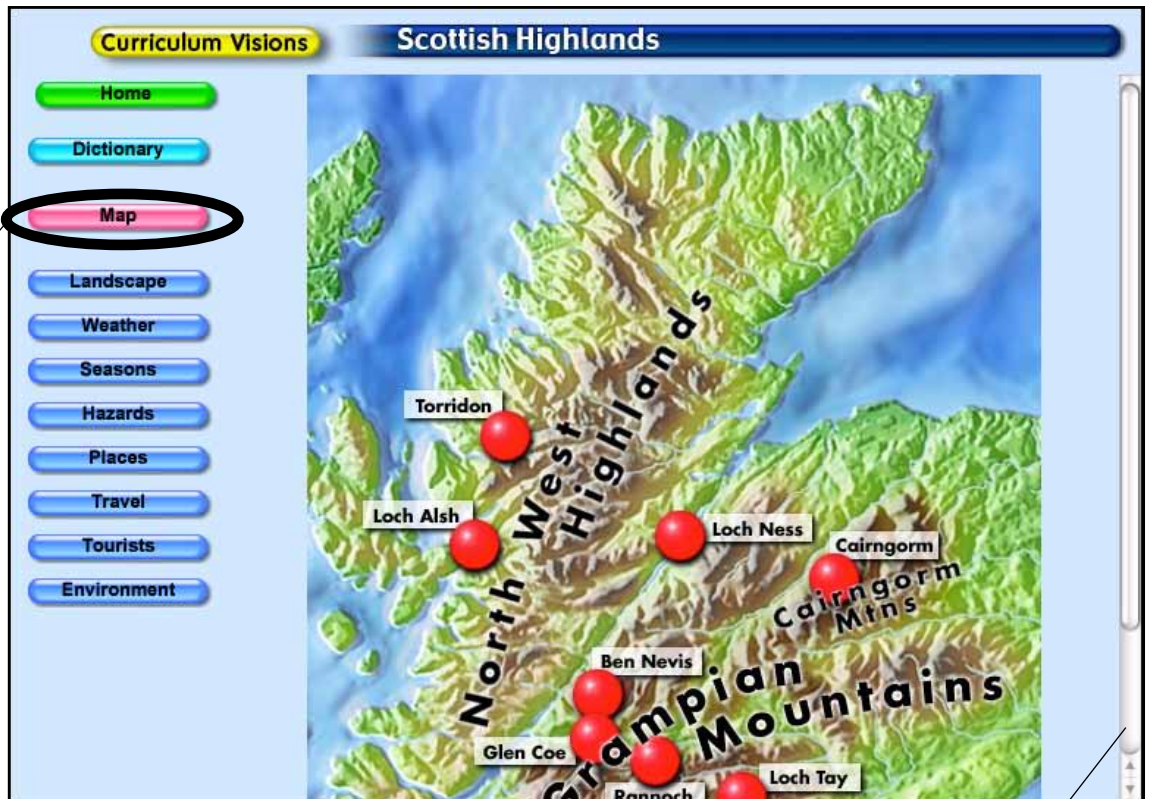 Curriculum Visions
Scottish Highlands
Home
Dictionary
Map
Landscape
Weather
Seasons
Hazards
Places
Travel
Tourists
Environment
Torridon
Loch Alsh
North West
Highlands
Loch Ness
Cairngorm
Cairngorm
Mtns
Ben Nevis
Grampian
Mountains
Glen Coe
Rannoch
Loch Tay